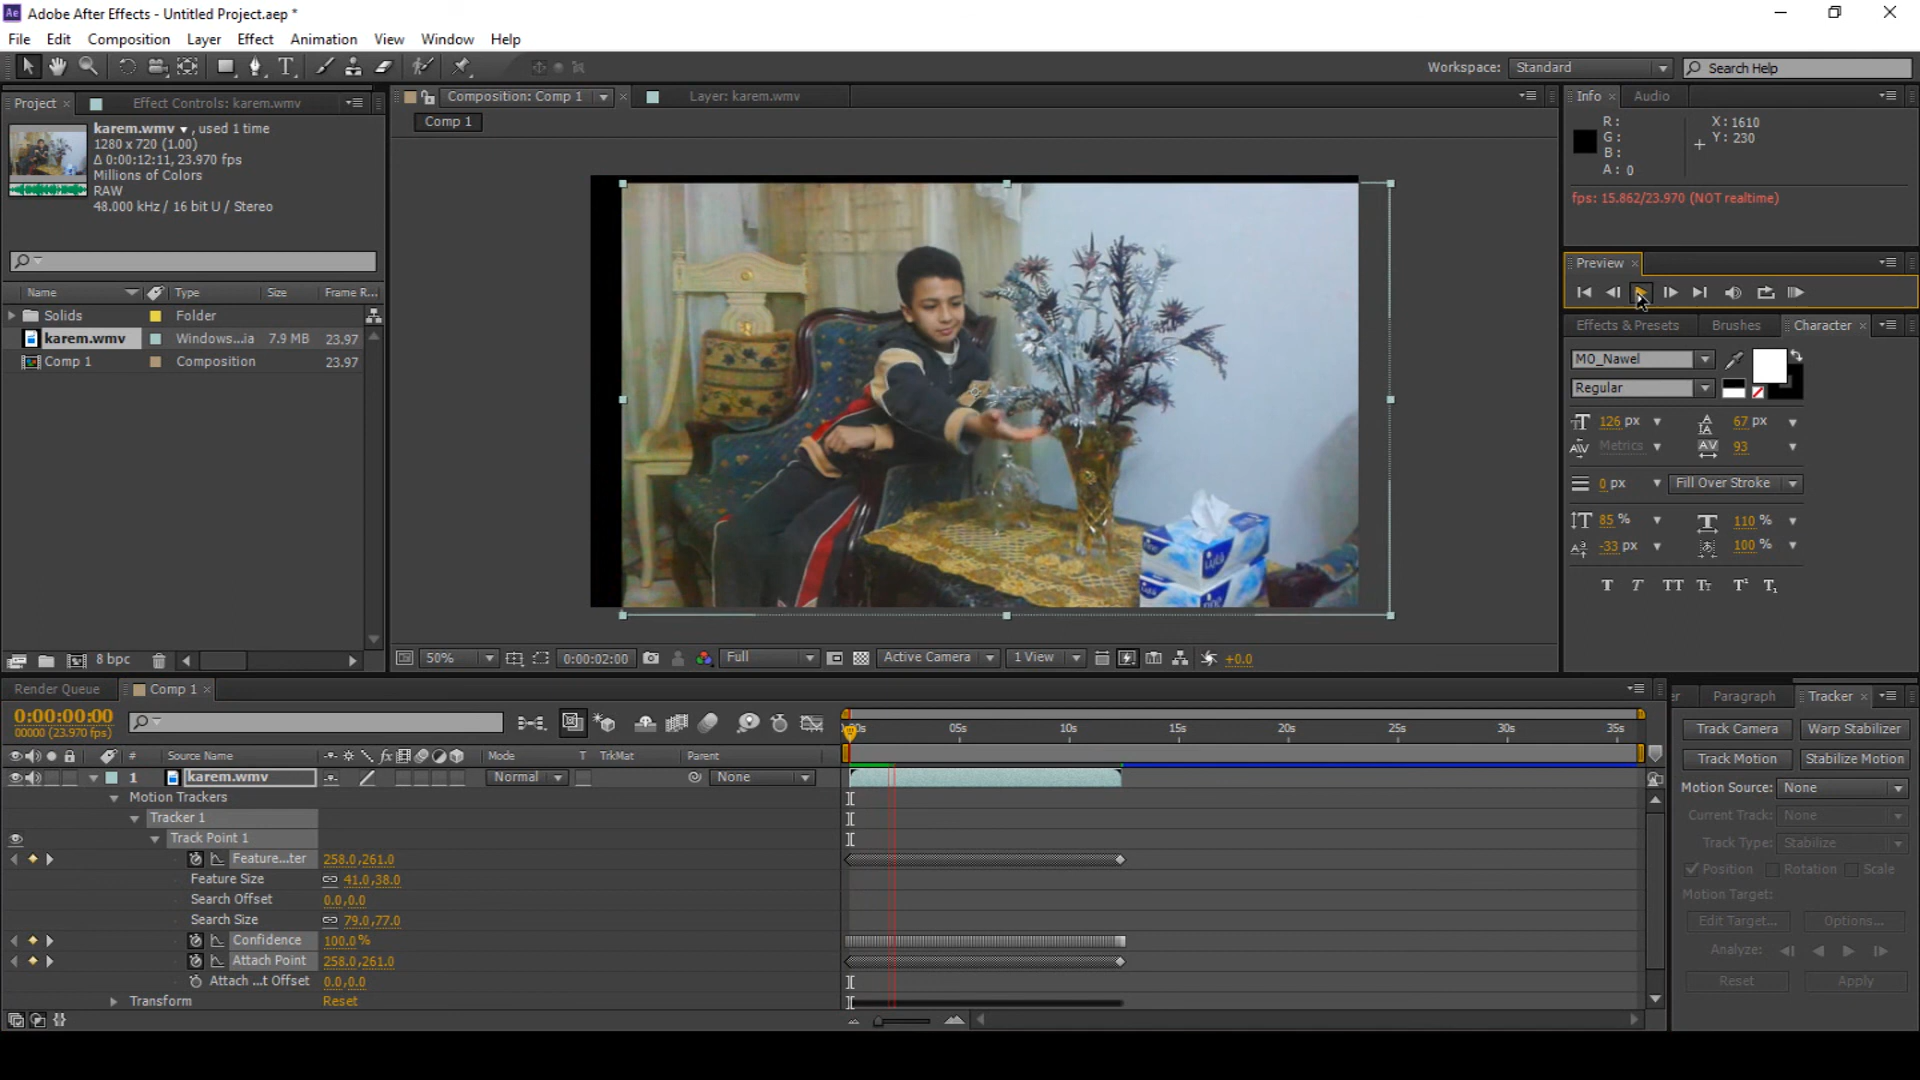 Ae Adobe After Effects - Untitled Project.aep *
File Edit Composition Layer Effect Animation View Window Help
Workspace: Standard Search Help
Project × Effect Controls: karem.wmv
karem.wmv ▾ , used 1 time
1280 x 720 (1.00)
Δ 0:00:12:11, 23.970 fps
Millions of Colors
RAW
48.000 kHz / 16 bit U / Stereo
Name Type Size Frame R...
Solids Folder
karem.wmv Windows...ia 7.9 MB 23.97
Comp 1 Composition 23.97
8 bpc
Composition: Comp 1 × Layer: karem.wmv
Comp 1
50% 0:00:02:00 Full Active Camera 1 View +0.0
Info × Audio
R: X: 1610
G: Y: 230
B:
A: 0
fps: 15.862/23.970 (NOT realtime)
Preview ×
Effects & Presets Brushes Character ×
MO_Nawel
Regular
126 px 67 px
Metrics 93
0 px Fill Over Stroke
85 % 110 %
-33 px 100 %
T T TT Tr T¹ T₁
Render Queue Comp 1 ×
0:00:00:00
00000 (23.970 fps)
05s 10s 15s 20s 25s 30s 35s
# Source Name Mode T TrkMat Parent
1 karem.wmv Normal None
Motion Trackers
Tracker 1
Track Point 1
Feature...ter 258.0,261.0
Feature Size 41.0,38.0
Search Offset 0.0,0.0
Search Size 79.0,77.0
Confidence 100.0%
Attach Point 258.0,261.0
Attach ...t Offset 0.0,0.0
Transform Reset
Paragraph Tracker ×
Track Camera Warp Stabilizer
Track Motion Stabilize Motion
Motion Source: None
Current Track: None
Track Type: Stabilize
Position Rotation Scale
Motion Target:
Edit Target... Options...
Analyze:
Reset Apply